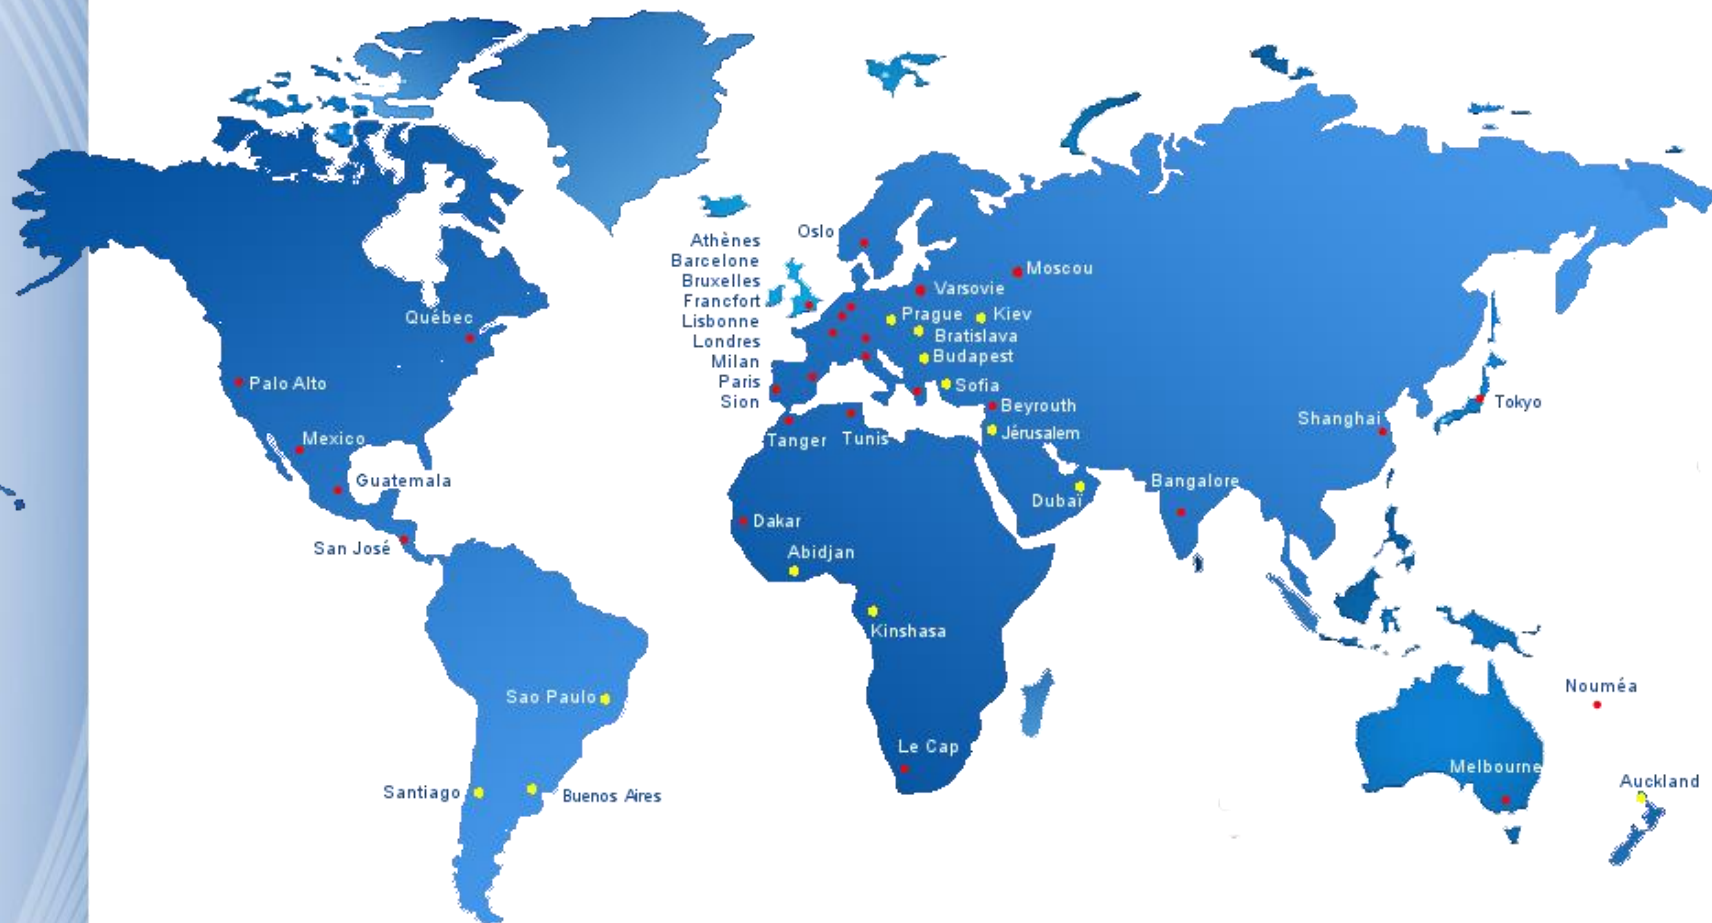 Oslo
Athènes
Barcelone
Bruxelles
Francfort
Lisbonne
Londres
Milan
Paris
Sion
Moscou
Varsovie
Prague
Kiev
Bratislava
Budapest
Sofia
Beyrouth
Jérusalem
Québec
Palo Alto
Mexico
Guatemala
San José
Tanger
Tunis
Dubaï
Bangalore
Shanghai
Tokyo
Dakar
Abidjan
Kinshasa
Sao Paulo
Le Cap
Santiago
Buenos Aires
Nouméa
Melbourne
Auckland